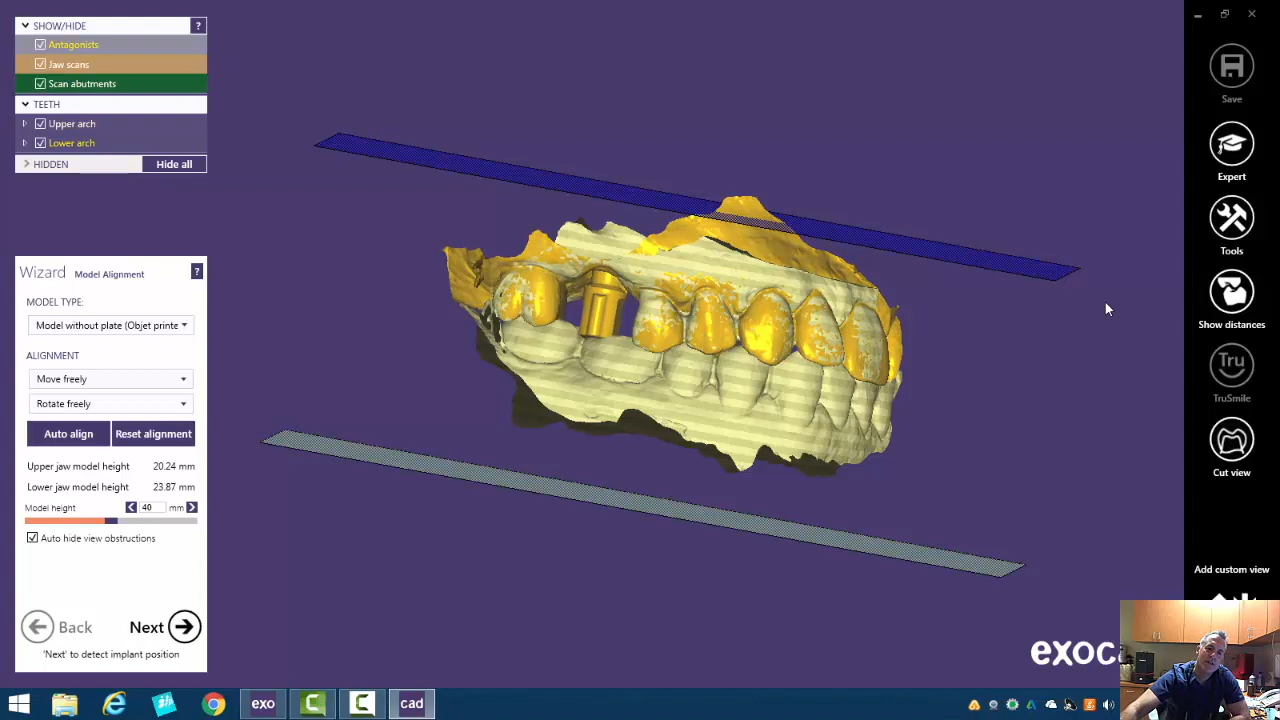 SHOW/HIDE ?
Antagonists
Jaw scans
Scan abutments
TEETH
Upper arch
Lower arch
HIDDEN Hide all
Wizard Model Alignment ?
MODEL TYPE:
Model without plate (Objet printe
ALIGNMENT
Move freely
Rotate freely
Auto align Reset alignment
Upper jaw model height 20.24 mm
Lower jaw model height 23.87 mm
Model height 40 mm
Auto hide view obstructions
Back Next
'Next' to detect implant position
Save
Expert
Tools
Show distances
Tru
TruSmile
Cut view
Add custom view
exoca
exo C C cad